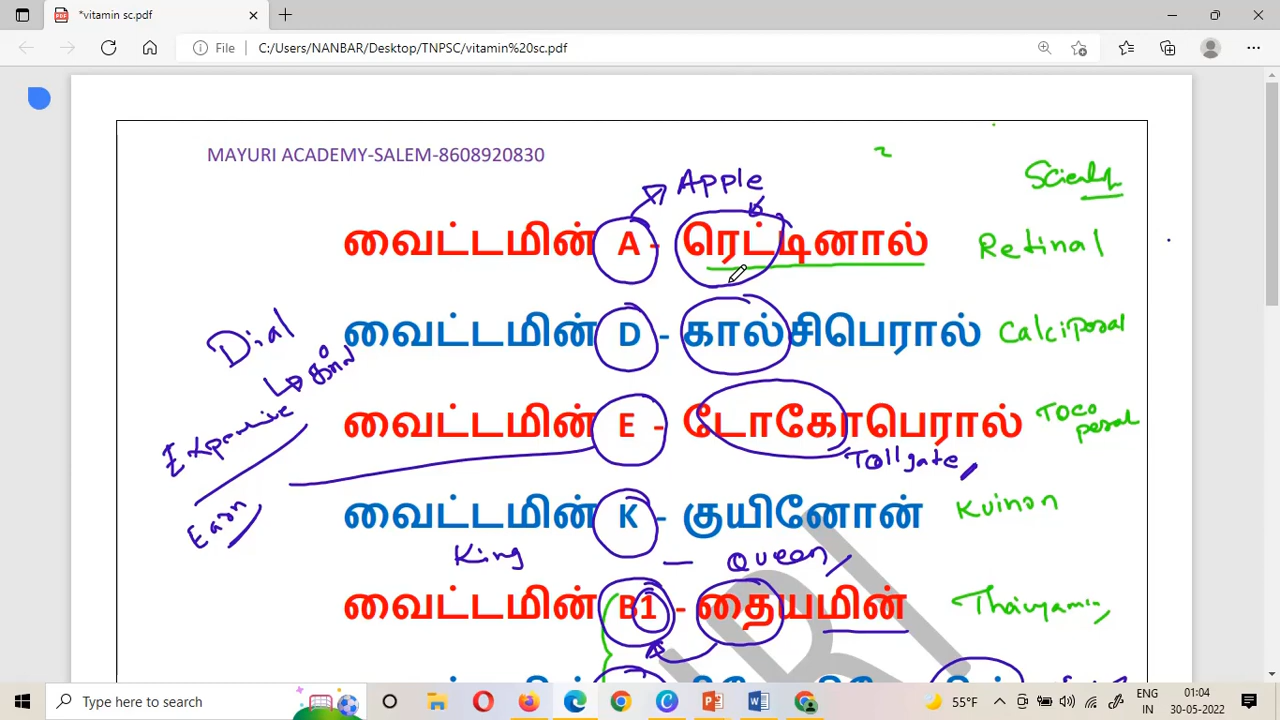 *vitamin sc.pdf
File C:/Users/NANBAR/Desktop/TNPSC/vitamin%20sc.pdf
MAYURI ACADEMY-SALEM-8608920830
Apple
வைட்டமின் A - ரெட்டினால் Retinal
வைட்டமின் D - கால்சிபெரால் Calciperal
Dial
வைட்டமின் E - டோகோபெரால் Toco peral
Expensive
Tollgate
Earn
வைட்டமின் K - குயினோன் Kuinon
King - Queen
வைட்டமின் B1 - தையமின் Thaiyamin
Type here to search
55°F
ENG
IN
01:04
30-05-2022